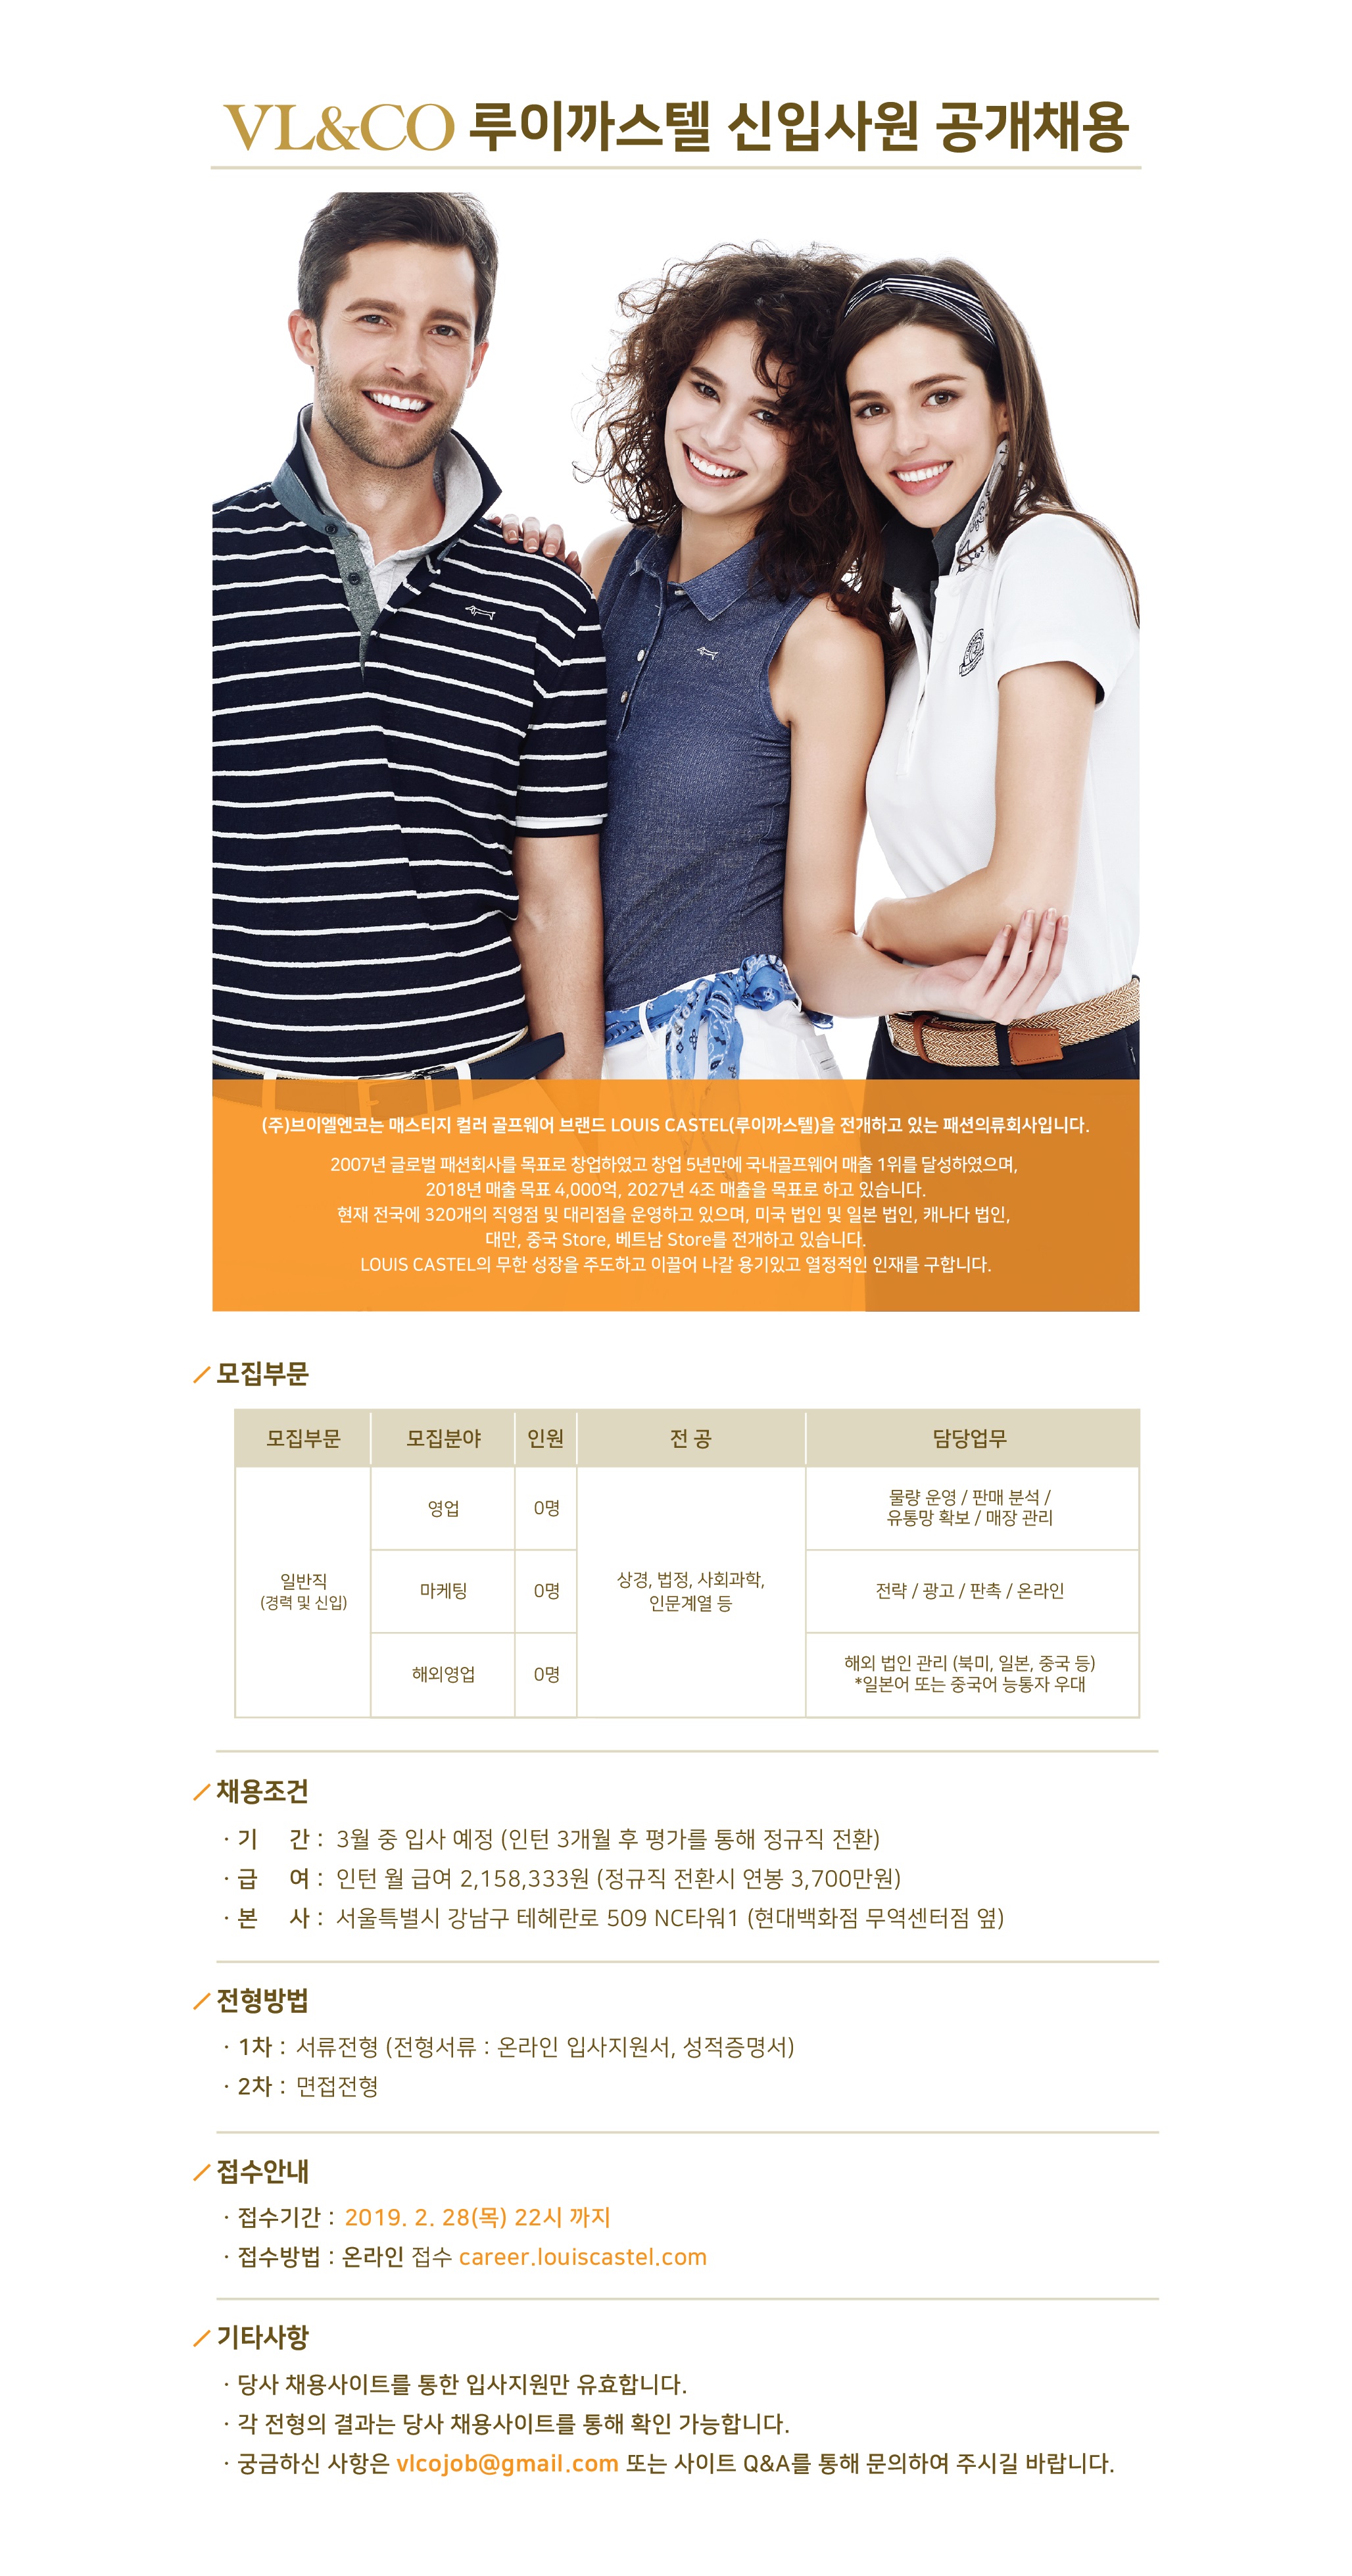 VL&CO 루이까스텔 신입사원 공개채용
(주)브이엘엔코는 매스티지 컬러 골프웨어 브랜드 LOUIS CASTEL(루이까스텔)을 전개하고 있는 패션의류회사입니다.
2007년 글로벌 패션회사를 목표로 창업하였고 창업 5년만에 국내골프웨어 매출 1위를 달성하였으며,
2018년 매출 목표 4,000억, 2027년 4조 매출을 목표로 하고 있습니다.
현재 전국에 320개의 직영점 및 대리점을 운영하고 있으며, 미국 법인 및 일본 법인, 캐나다 법인,
대만, 중국 Store, 베트남 Store를 전개하고 있습니다.
LOUIS CASTEL의 무한 성장을 주도하고 이끌어 나갈 용기있고 열정적인 인재를 구합니다.
모집부문
모집부문 모집분야 인원 전 공 담당업무
일반직
(경력 및 신입)
영업 0명
상경, 법정, 사회과학,
인문계열 등
물량 운영 / 판매 분석 /
유통망 확보 / 매장 관리
마케팅 0명 전략 / 광고 / 판촉 / 온라인
해외영업 0명 해외 법인 관리 (북미, 일본, 중국 등)
*일본어 또는 중국어 능통자 우대
채용조건
· 기 간 : 3월 중 입사 예정 (인턴 3개월 후 평가를 통해 정규직 전환)
· 급 여 : 인턴 월 급여 2,158,333원 (정규직 전환시 연봉 3,700만원)
· 본 사 : 서울특별시 강남구 테헤란로 509 NC타워1 (현대백화점 무역센터점 옆)
전형방법
· 1차 : 서류전형 (전형서류 : 온라인 입사지원서, 성적증명서)
· 2차 : 면접전형
접수안내
· 접수기간 : 2019. 2. 28(목) 22시 까지
· 접수방법 : 온라인 접수 career.louiscastel.com
기타사항
· 당사 채용사이트를 통한 입사지원만 유효합니다.
· 각 전형의 결과는 당사 채용사이트를 통해 확인 가능합니다.
· 궁금하신 사항은 vlcojob@gmail.com 또는 사이트 Q&A를 통해 문의하여 주시길 바랍니다.